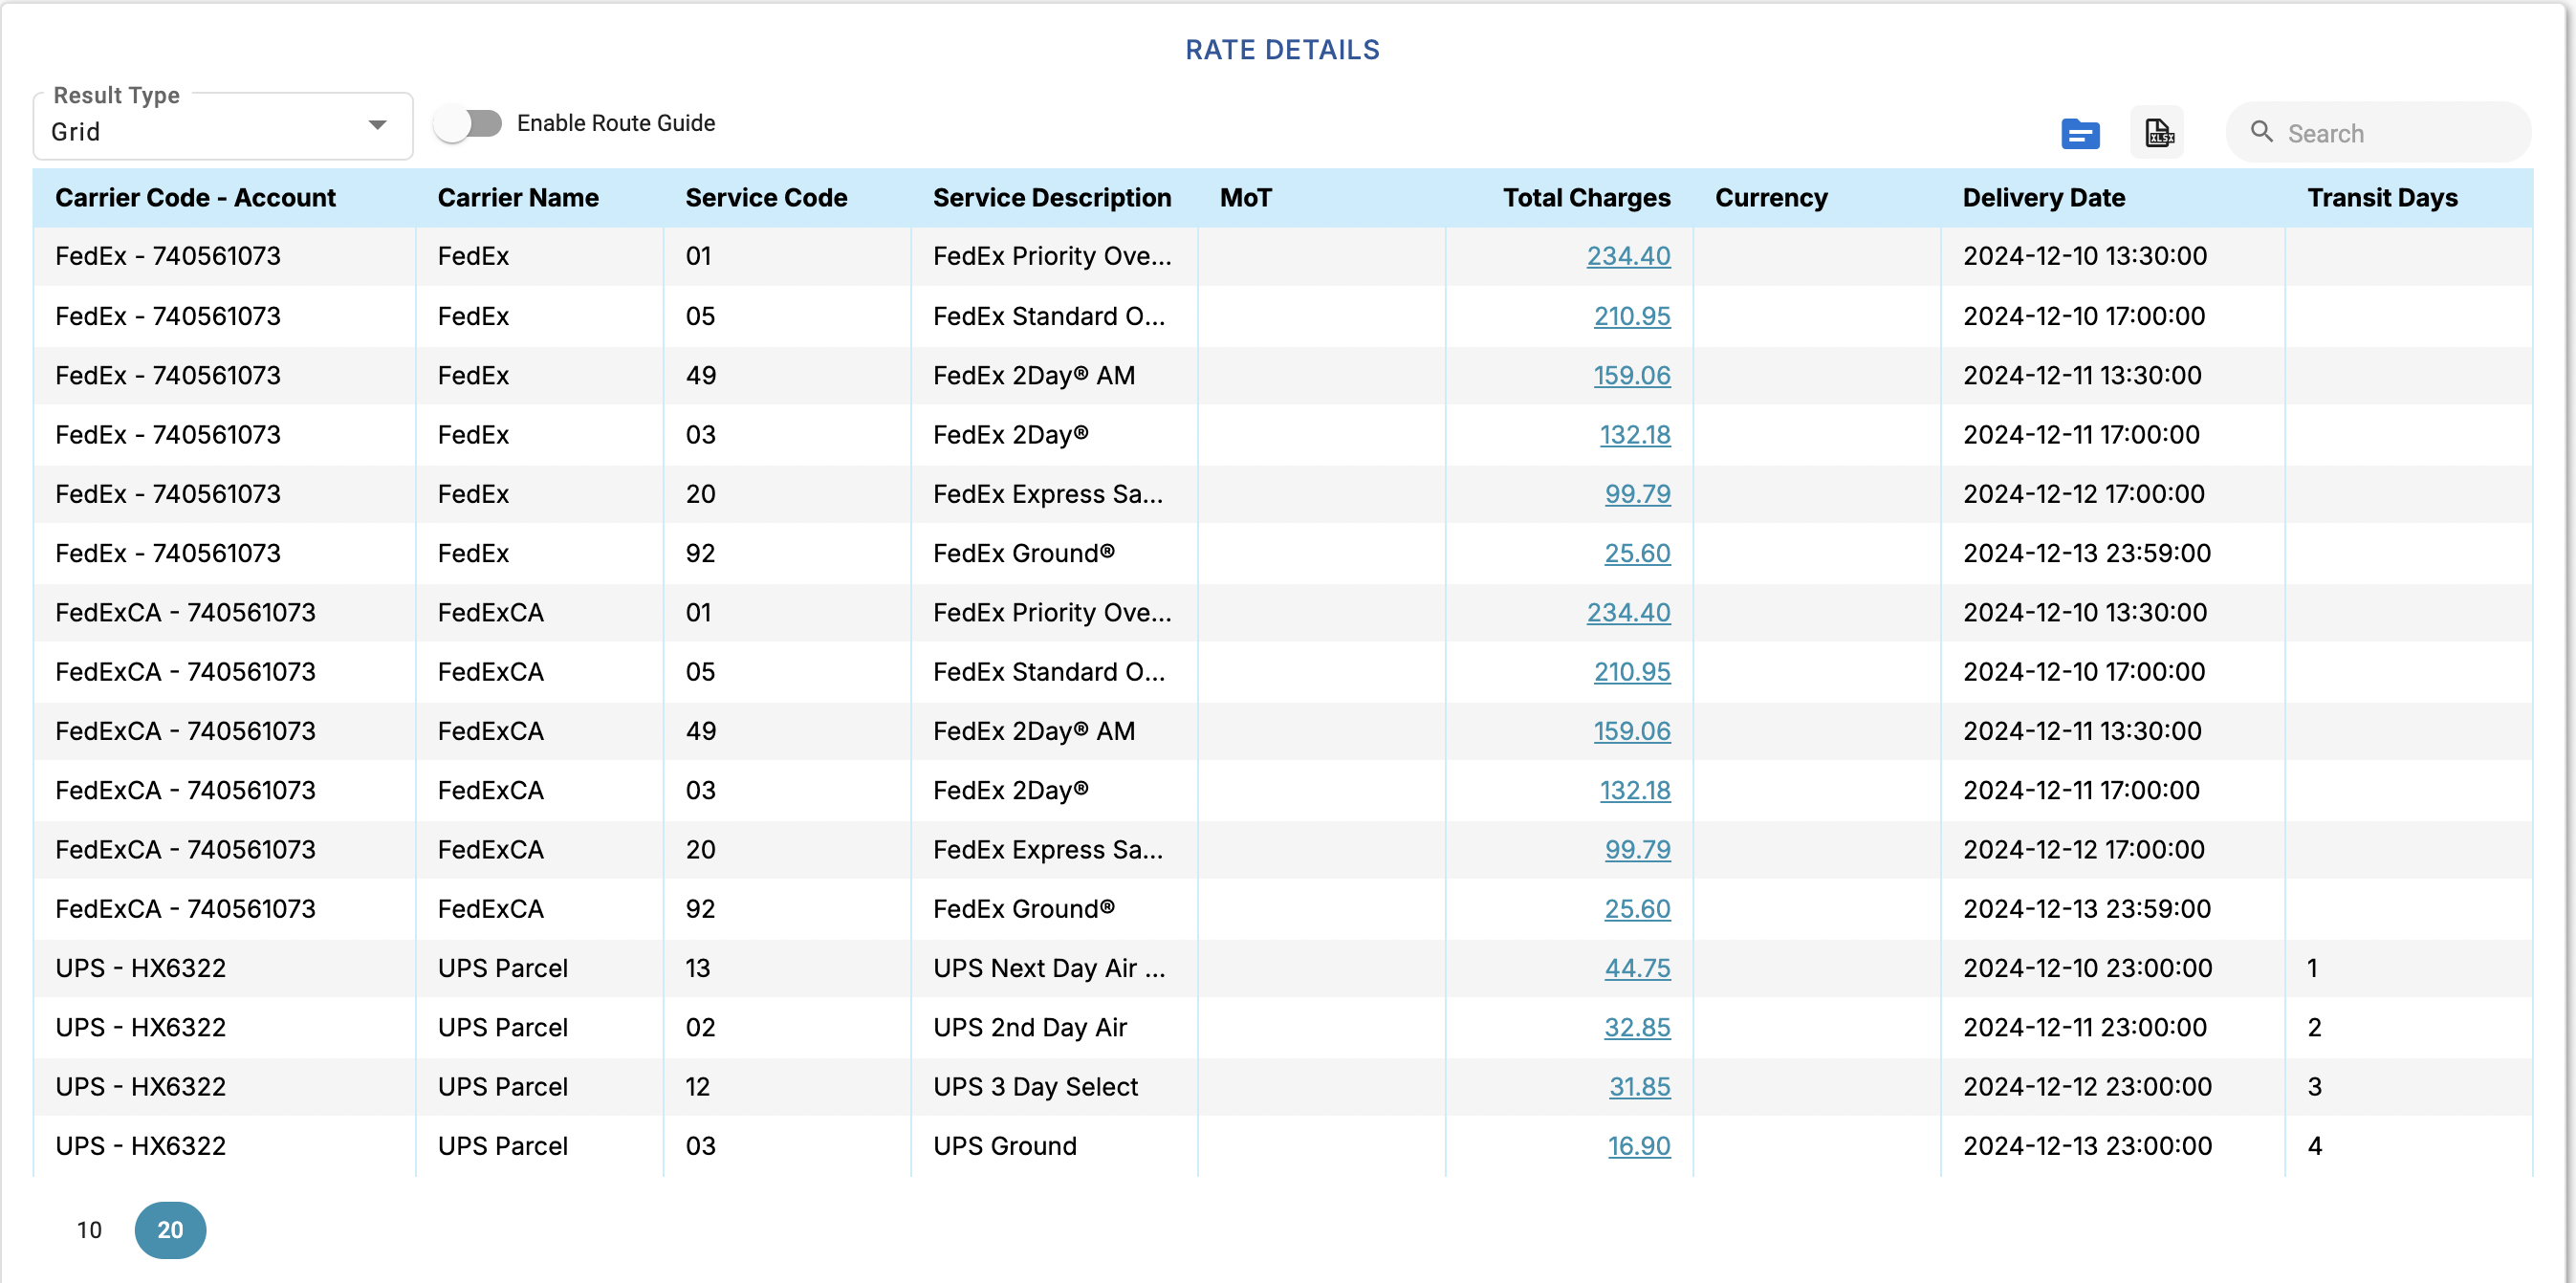 RATE DETAILS
Result Type
Grid
Enable Route Guide
XLSX
Search
Carrier Code - Account Carrier Name Service Code Service Description MoT Total Charges Currency Delivery Date Transit Days
FedEx - 740561073 FedEx 01 FedEx Priority Ove... 234.40 2024-12-10 13:30:00
FedEx - 740561073 FedEx 05 FedEx Standard O... 210.95 2024-12-10 17:00:00
FedEx - 740561073 FedEx 49 FedEx 2Day® AM 159.06 2024-12-11 13:30:00
FedEx - 740561073 FedEx 03 FedEx 2Day® 132.18 2024-12-11 17:00:00
FedEx - 740561073 FedEx 20 FedEx Express Sa... 99.79 2024-12-12 17:00:00
FedEx - 740561073 FedEx 92 FedEx Ground® 25.60 2024-12-13 23:59:00
FedExCA - 740561073 FedExCA 01 FedEx Priority Ove... 234.40 2024-12-10 13:30:00
FedExCA - 740561073 FedExCA 05 FedEx Standard O... 210.95 2024-12-10 17:00:00
FedExCA - 740561073 FedExCA 49 FedEx 2Day® AM 159.06 2024-12-11 13:30:00
FedExCA - 740561073 FedExCA 03 FedEx 2Day® 132.18 2024-12-11 17:00:00
FedExCA - 740561073 FedExCA 20 FedEx Express Sa... 99.79 2024-12-12 17:00:00
FedExCA - 740561073 FedExCA 92 FedEx Ground® 25.60 2024-12-13 23:59:00
UPS - HX6322 UPS Parcel 13 UPS Next Day Air ... 44.75 2024-12-10 23:00:00 1
UPS - HX6322 UPS Parcel 02 UPS 2nd Day Air 32.85 2024-12-11 23:00:00 2
UPS - HX6322 UPS Parcel 12 UPS 3 Day Select 31.85 2024-12-12 23:00:00 3
UPS - HX6322 UPS Parcel 03 UPS Ground 16.90 2024-12-13 23:00:00 4
10 20